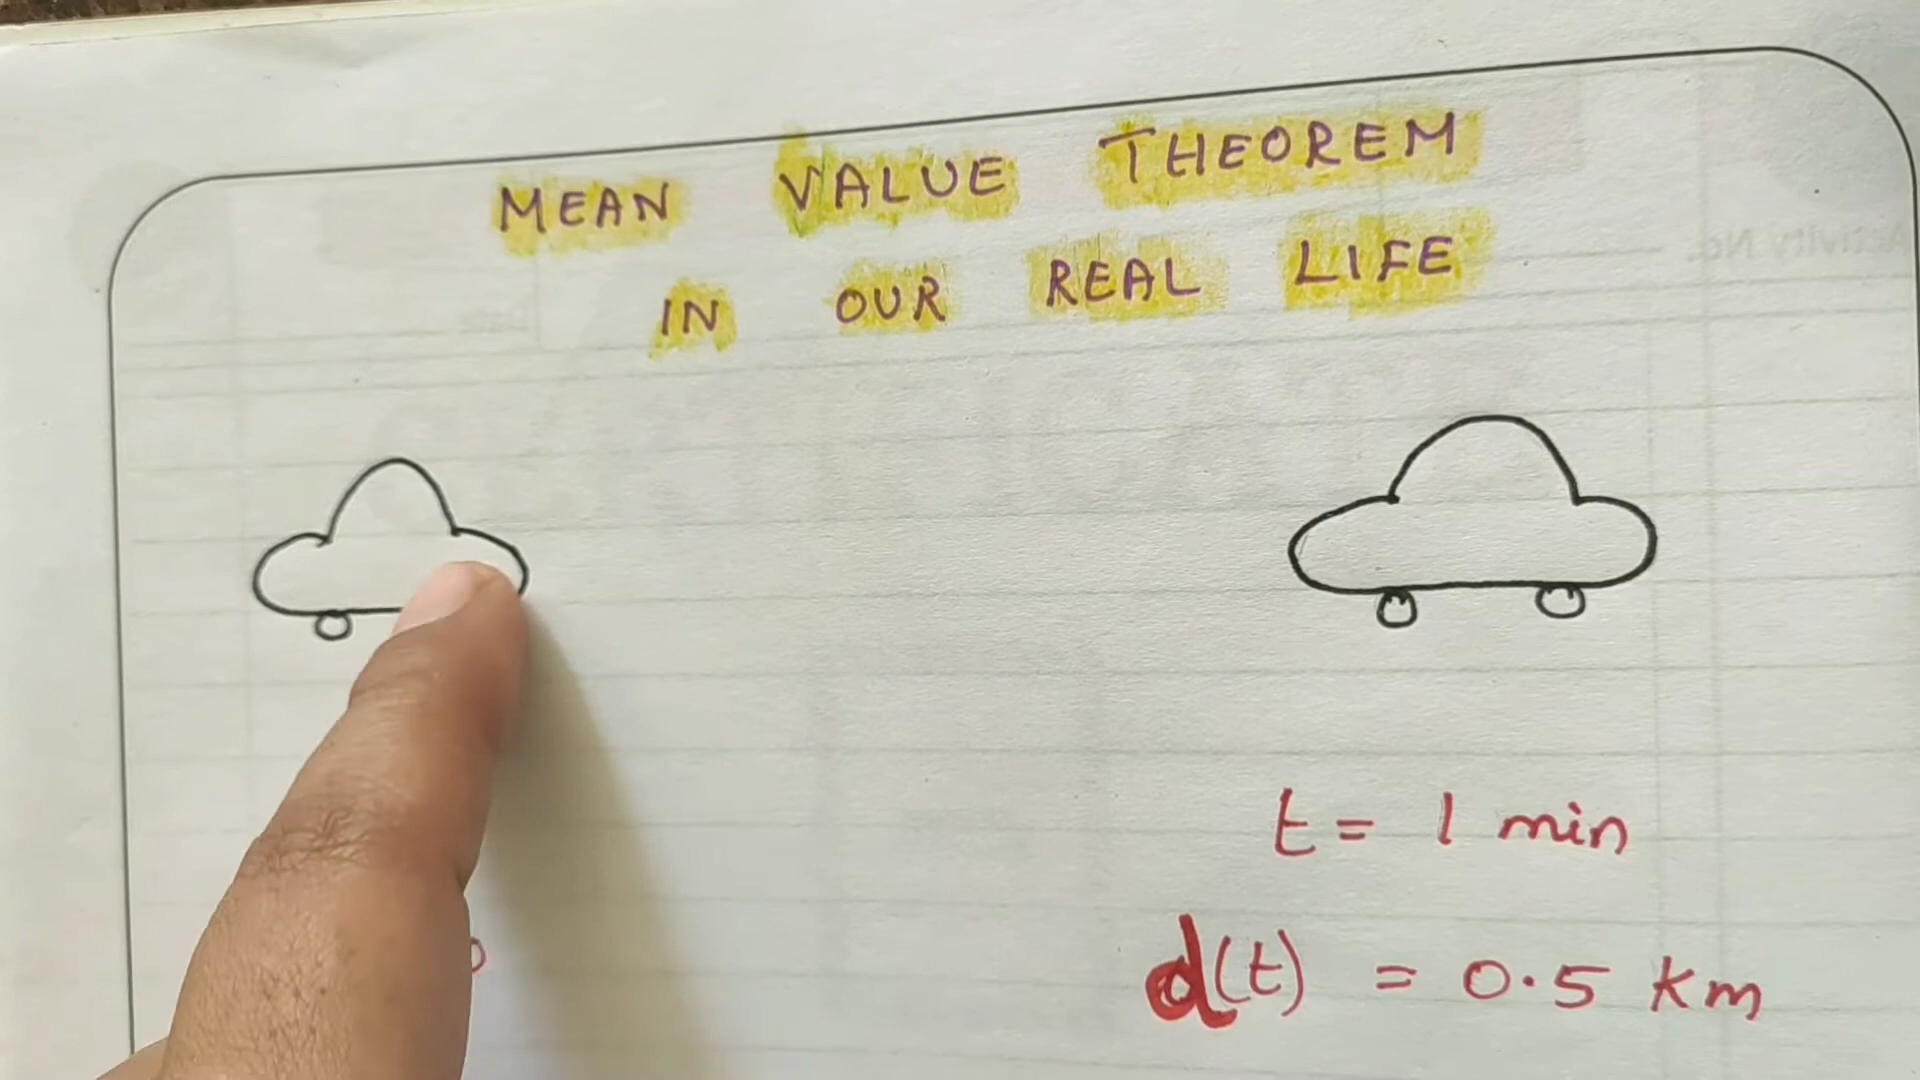 MEAN VALUE THEOREM
IN OUR REAL LIFE
t = 1 min
d(t) = 0.5 km